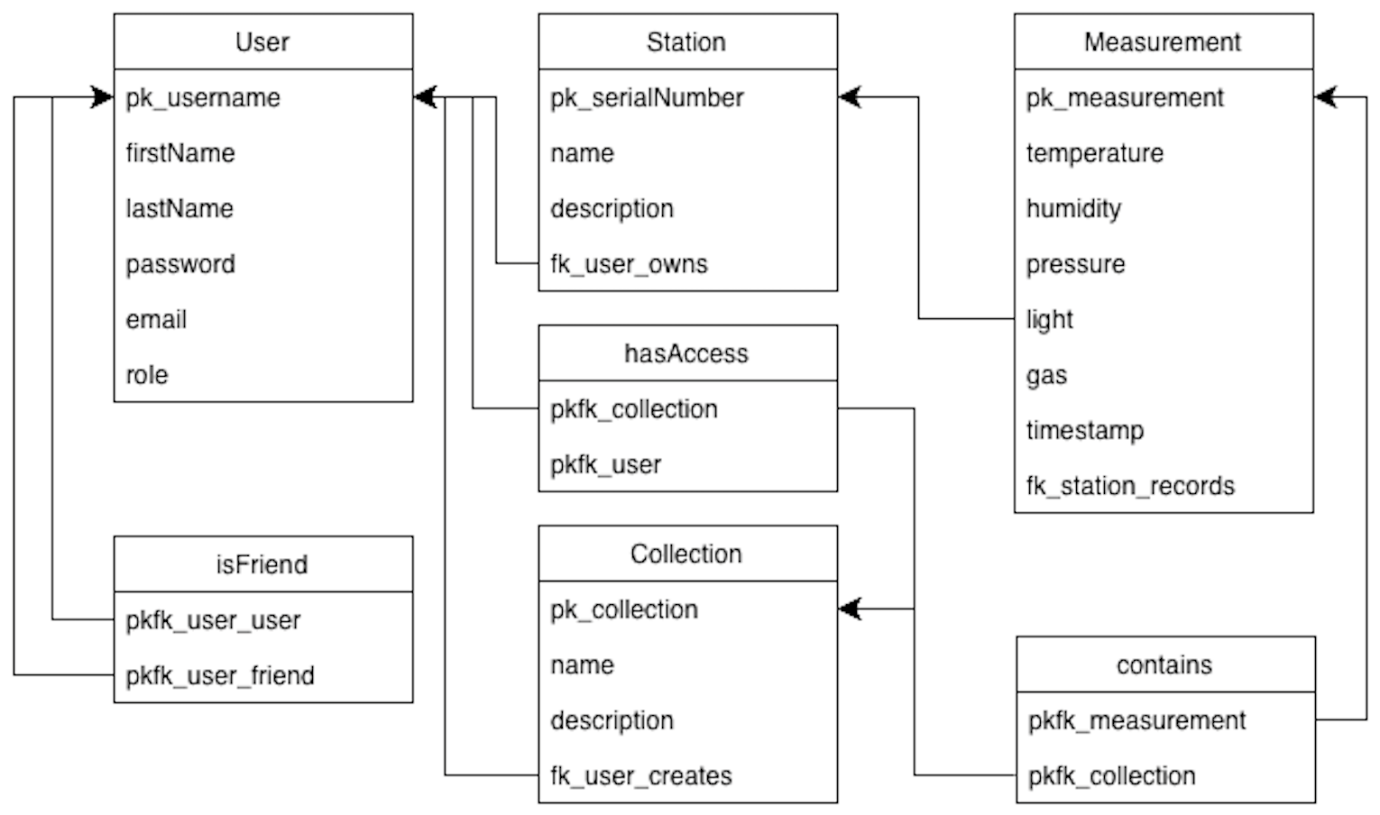 User
pk_username
firstName
lastName
password
email
role
Station
pk_serialNumber
name
description
fk_user_owns
Measurement
pk_measurement
temperature
humidity
pressure
light
gas
timestamp
fk_station_records
hasAccess
pkfk_collection
pkfk_user
isFriend
pkfk_user_user
pkfk_user_friend
Collection
pk_collection
name
description
fk_user_creates
contains
pkfk_measurement
pkfk_collection